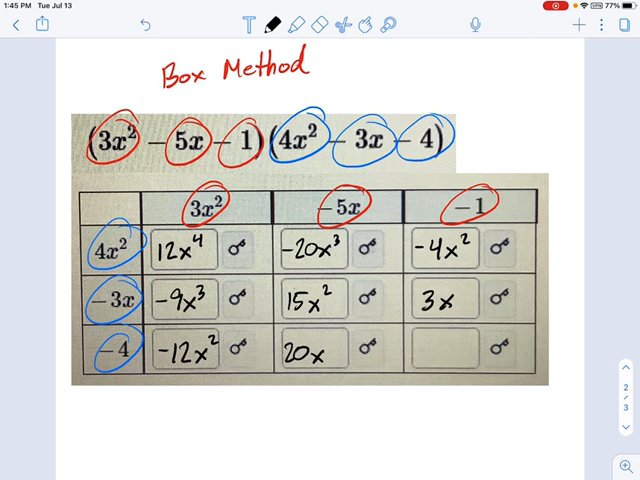 1:45 PM Tue Jul 13
VPN 77%
T
Box Method
(3x² − 5x − 1)(4x² − 3x − 4)
3x² −5x −1
4x² 12x⁴ −20x³ −4x²
−3x −9x³ 15x² 3x
−4 −12x² 20x
2
/
3